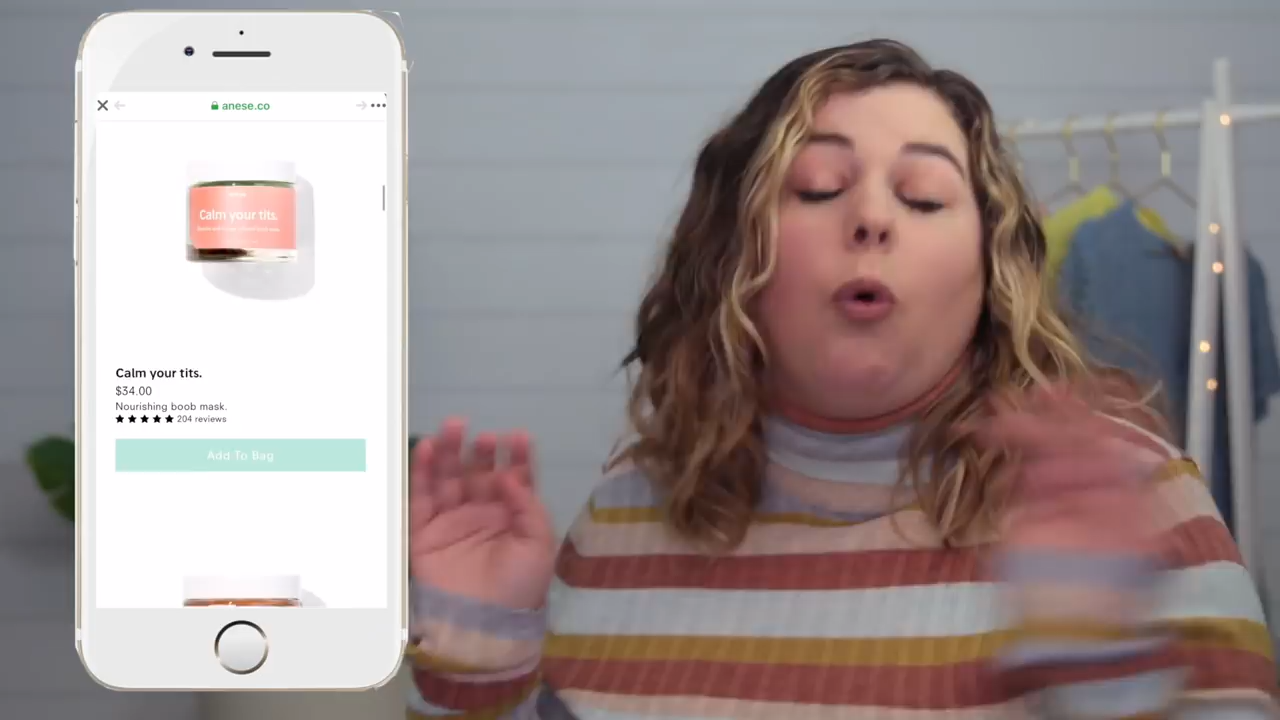 anese.co
Calm your tits.
Calm your tits.
$34.00
Nourishing boob mask.
204 reviews
Add To Bag